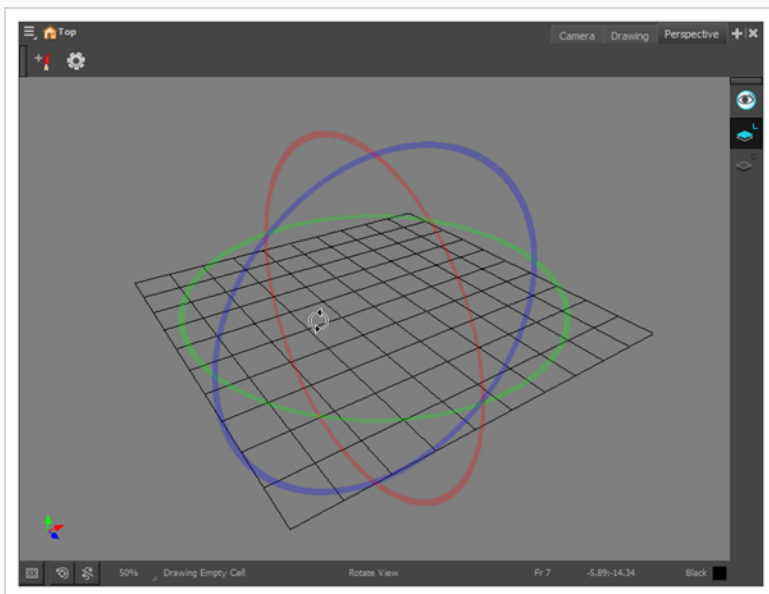 Top
Camera Drawing Perspective
L
50% Drawing Empty Cell Rotate View Fr 7 -5.89:-14.34 Black